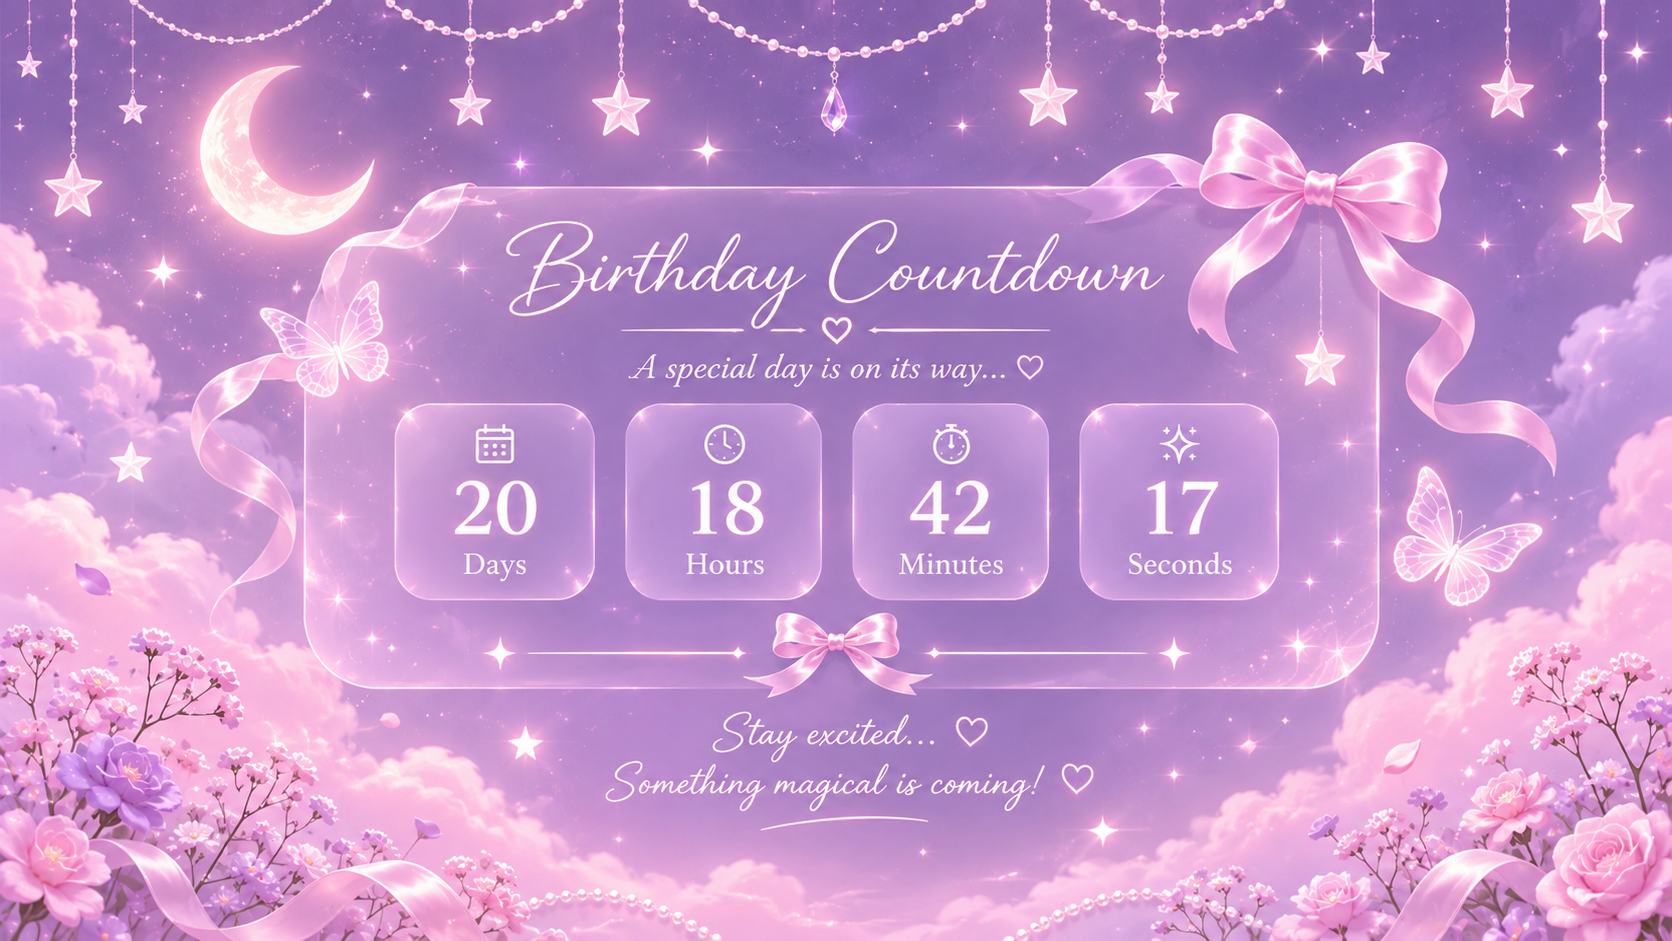 Birthday Countdown
A special day is on its way... ♡
20
Days
18
Hours
42
Minutes
17
Seconds
Stay excited... ♡
Something magical is coming! ♡